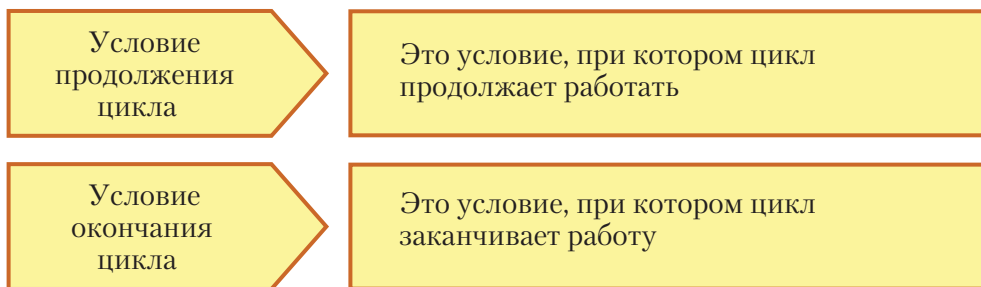 Условие
продолжения
цикла
Это условие, при котором цикл
продолжает работать
Условие
окончания
цикла
Это условие, при котором цикл
заканчивает работу